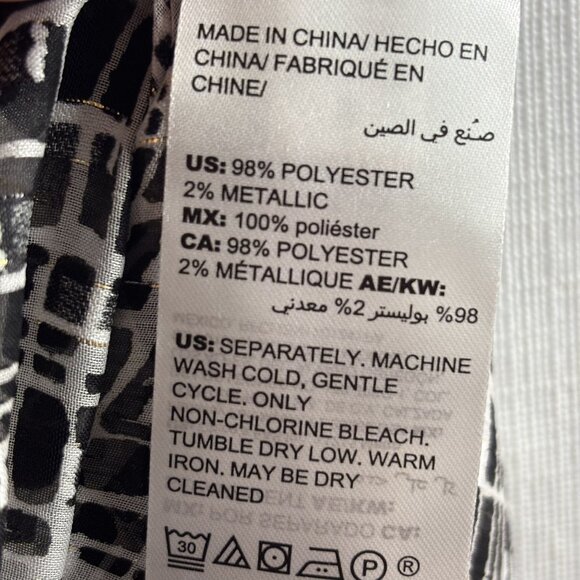 MADE IN CHINA/ HECHO EN
CHINA/ FABRIQUÉ EN
CHINE/
صُنع في الصين
US: 98% POLYESTER
2% METALLIC
MX: 100% poliéster
CA: 98% POLYESTER
2% MÉTALLIQUE AE/KW:
98% بوليستر 2% معدني
US: SEPARATELY. MACHINE
WASH COLD, GENTLE
CYCLE. ONLY
NON-CHLORINE BLEACH.
TUMBLE DRY LOW. WARM
IRON. MAY BE DRY
CLEANED
30 P ®